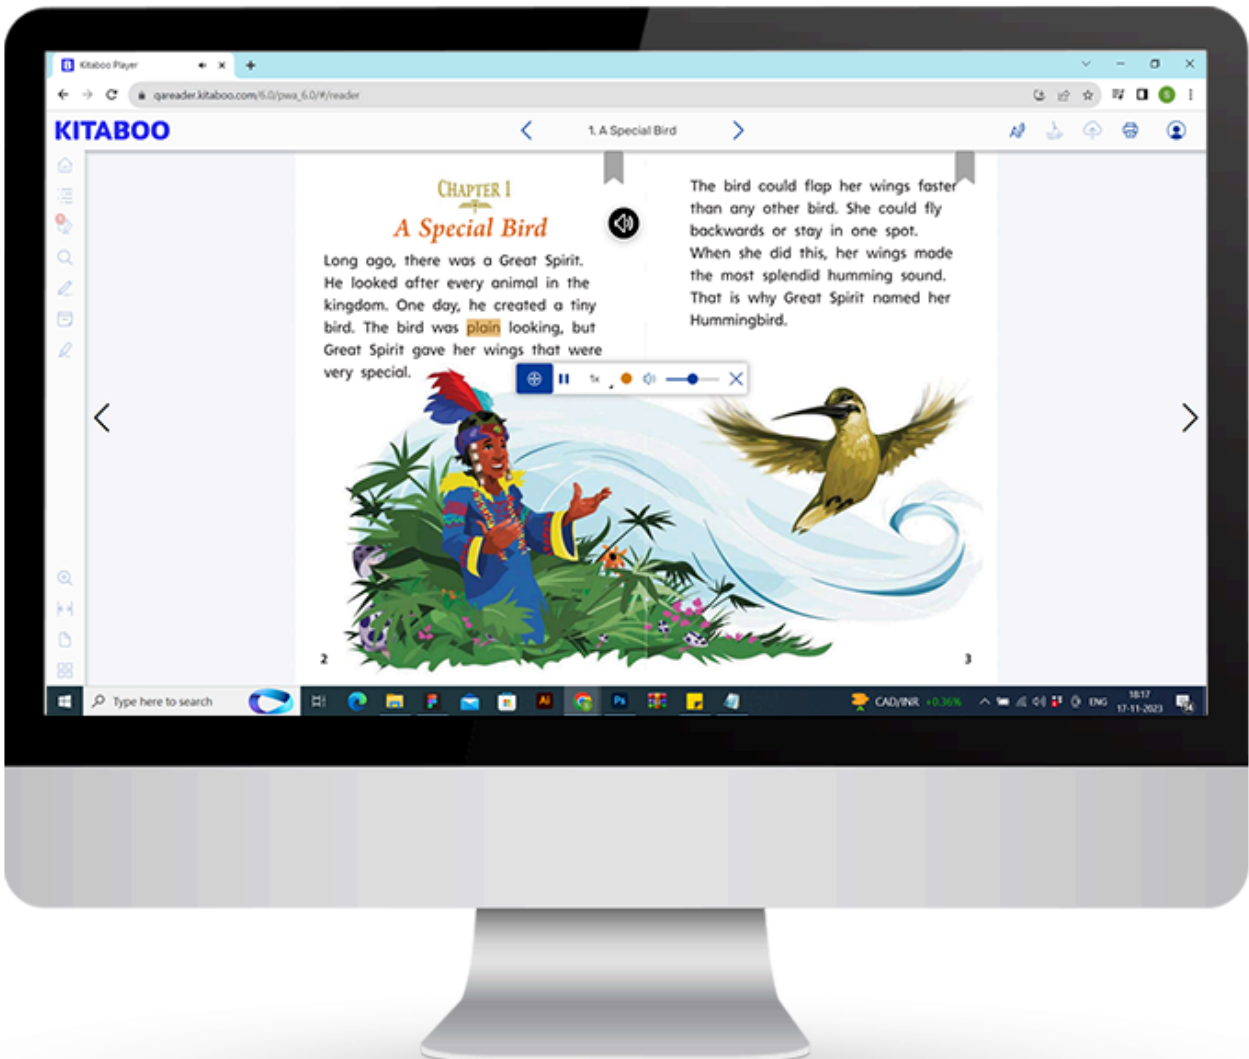 Kitaboo Player
qareader.kitaboo.com/6.0/pwa_6.0/#/reader
S
KITABOO
1. A Special Bird
CHAPTER 1
A Special Bird
Long ago, there was a Great Spirit.
He looked after every animal in the
kingdom. One day, he created a tiny
bird. The bird was plain looking, but
Great Spirit gave her wings that were
very special.
The bird could flap her wings faster
than any other bird. She could fly
backwards or stay in one spot.
When she did this, her wings made
the most splendid humming sound.
That is why Great Spirit named her
Hummingbird.
1x
2
3
Type here to search
Ai
Ps
CAD/INR +0.36%
ENG
18:17
17-11-2023